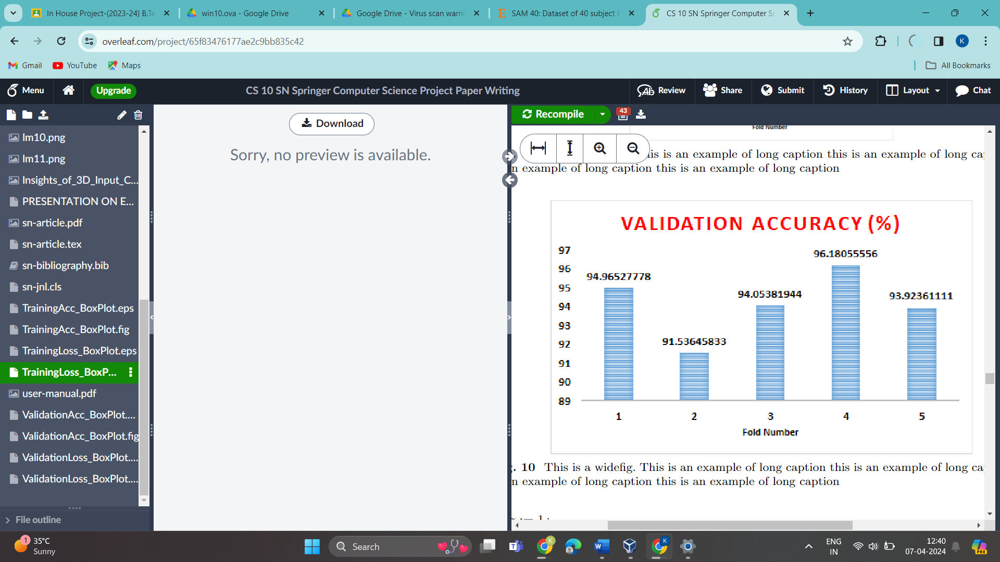 In House Project-(2023-24) B.Te
win10.ova - Google Drive
Google Drive - Virus scan warni
SAM 40: Dataset of 40 subject E
CS 10 SN Springer Computer Sc
overleaf.com/project/65f83476177ae2c9bb835c42
K
Gmail
YouTube
Maps
All Bookmarks
Menu
Upgrade
CS 10 SN Springer Computer Science Project Paper Writing
Review
Share
Submit
History
Layout
Chat
Download
Recompile
43
Sorry, no preview is available.
Im10.png
Im11.png
Insights_of_3D_Input_C...
PRESENTATION ON E...
sn-article.pdf
sn-article.tex
sn-bibliography.bib
sn-jnl.cls
TrainingAcc_BoxPlot.eps
TrainingAcc_BoxPlot.fig
TrainingLoss_BoxPlot.eps
TrainingLoss_BoxP...
user-manual.pdf
ValidationAcc_BoxPlot....
ValidationAcc_BoxPlot.fig
ValidationLoss_BoxPlot....
ValidationLoss_BoxPlot....
File outline
Fold Number
is is an example of long caption this is an example of long ca
n example of long caption this is an example of long caption
VALIDATION ACCURACY (%)
97
96
95
94
93
92
91
90
89
94.96527778
91.53645833
94.05381944
96.18055556
93.92361111
1 2 3 4 5
Fold Number
. 10 This is a widefig. This is an example of long caption this is an example of long ca
n example of long caption this is an example of long caption
1
35°C
Sunny
Search
K
K
ENG
IN
12:40
07-04-2024
PRE